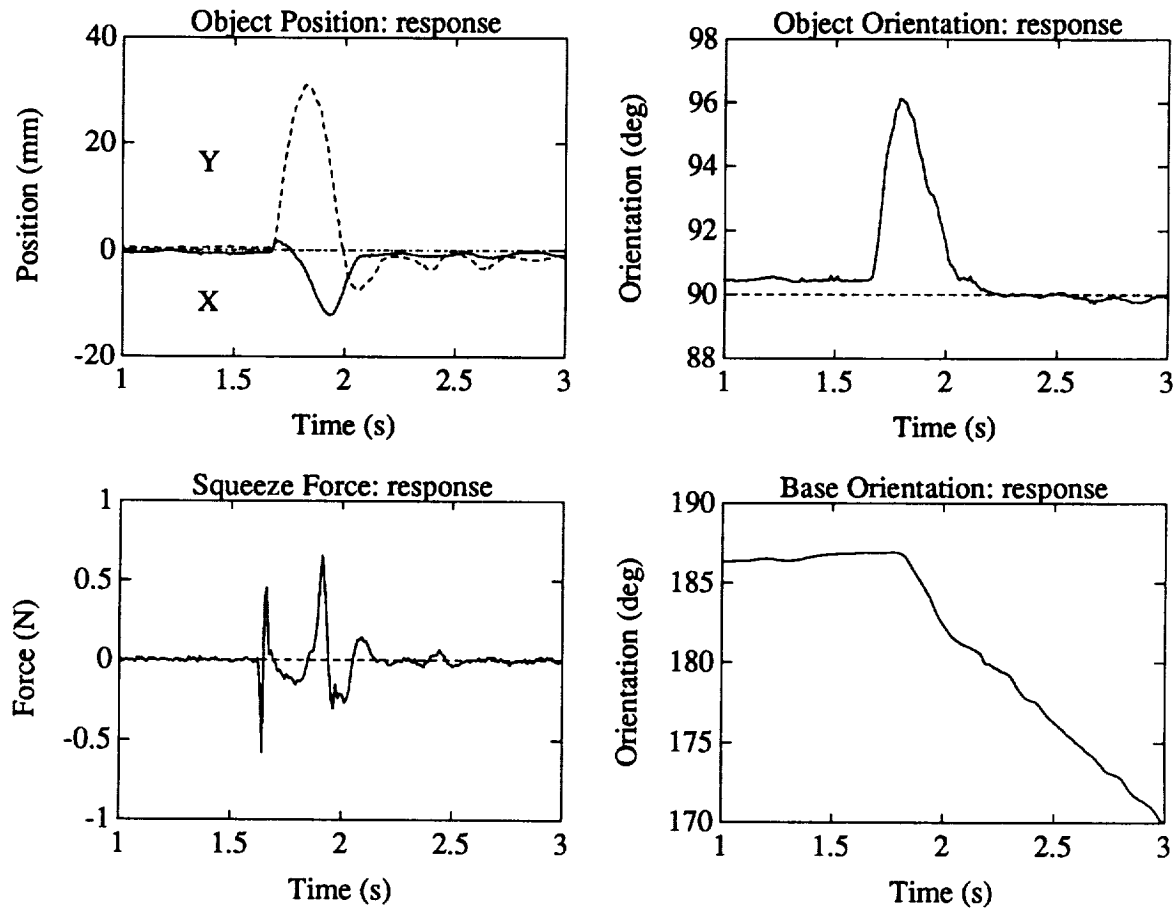 Object Position: response
40
20
0
-20
Position (mm)
Y
X
1 1.5 2 2.5 3
Time (s)
Object Orientation: response
98
96
94
92
90
88
Orientation (deg)
1 1.5 2 2.5 3
Time (s)
Squeeze Force: response
1
0.5
0
-0.5
-1
Force (N)
1 1.5 2 2.5 3
Time (s)
Base Orientation: response
190
185
180
175
170
Orientation (deg)
1 1.5 2 2.5 3
Time (s)